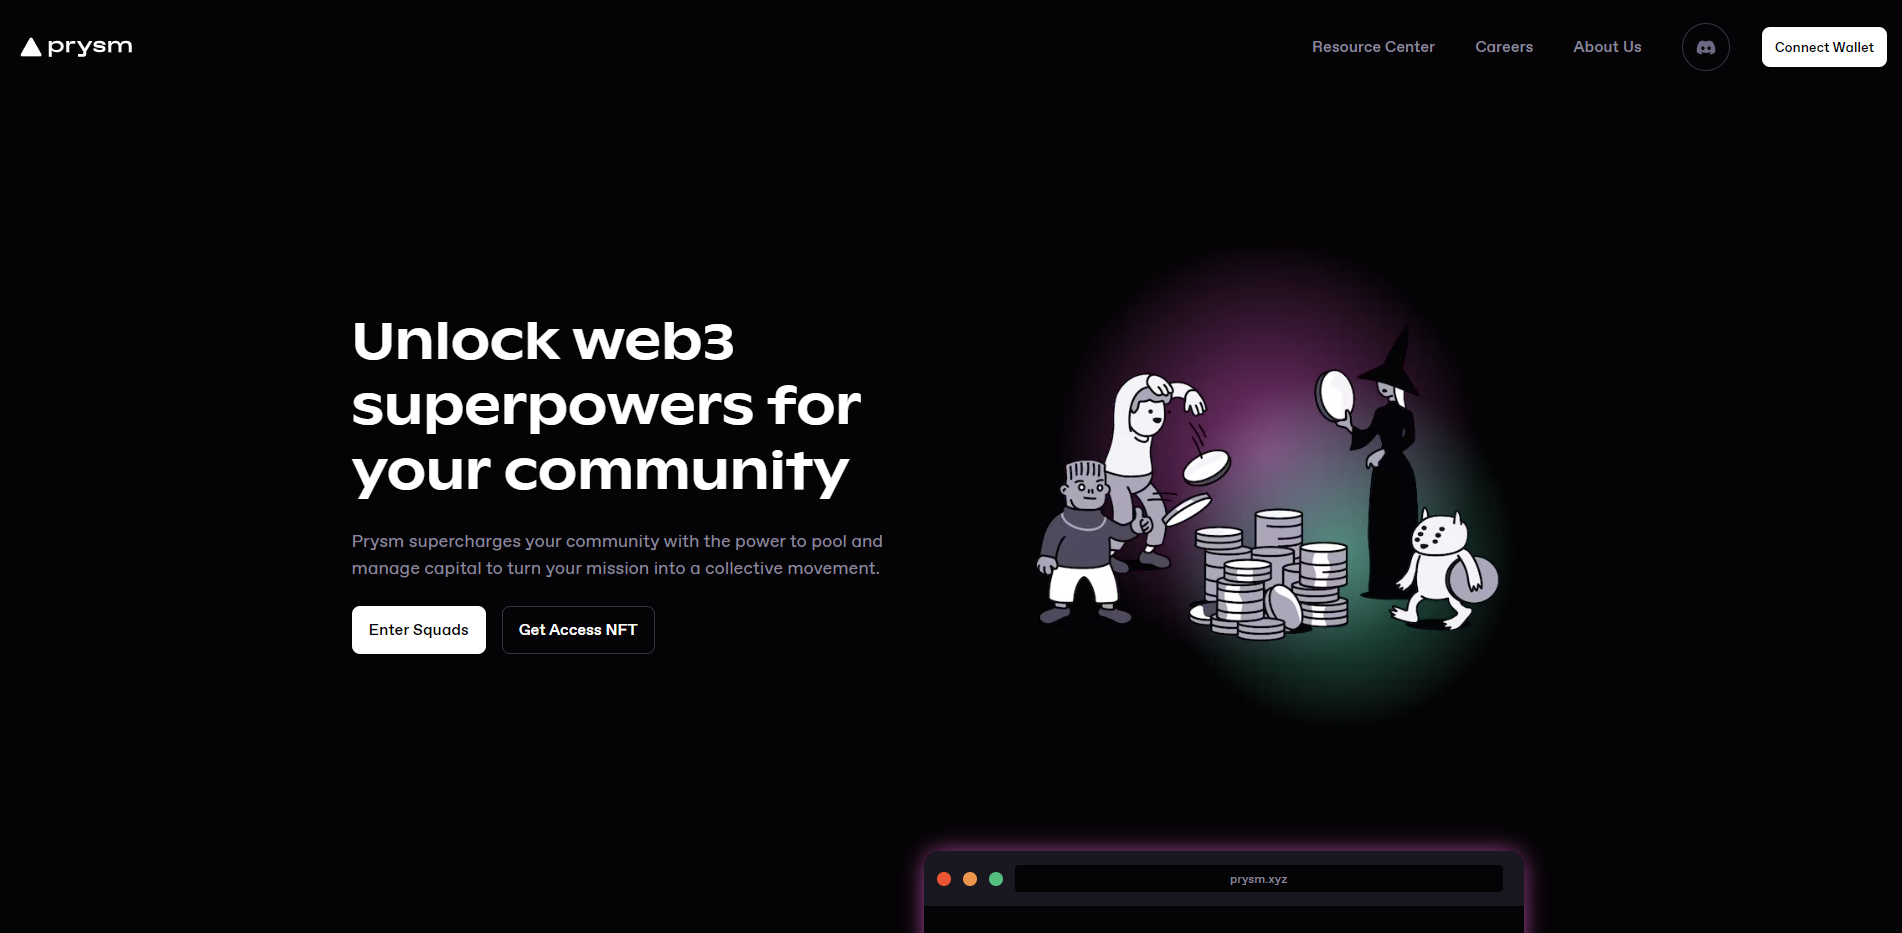 prysm
Resource Center
Careers
About Us
Connect Wallet
Unlock web3
superpowers for
your community
Prysm supercharges your community with the power to pool and
manage capital to turn your mission into a collective movement.
Enter Squads
Get Access NFT
prysm.xyz